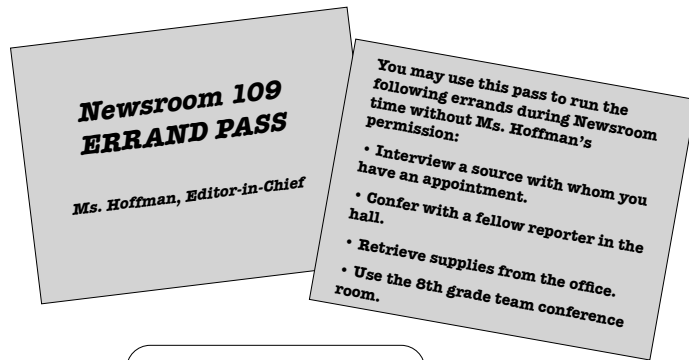 Newsroom 109
ERRAND PASS
Ms. Hoffman, Editor-in-Chief
You may use this pass to run the
following errands during Newsroom
time without Ms. Hoffman's
permission:
• Interview a source with whom you
have an appointment.
• Confer with a fellow reporter in the
hall.
• Retrieve supplies from the office.
• Use the 8th grade team conference
room.